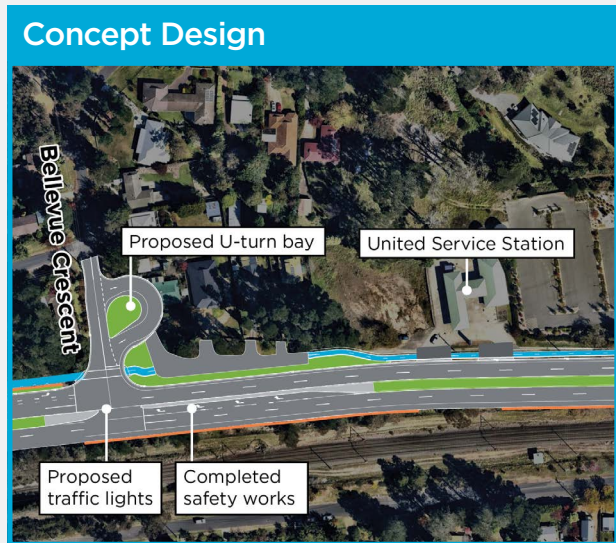 Concept Design
Bellevue Crescent
Proposed U-turn bay
United Service Station
Proposed
traffic lights
Completed
safety works